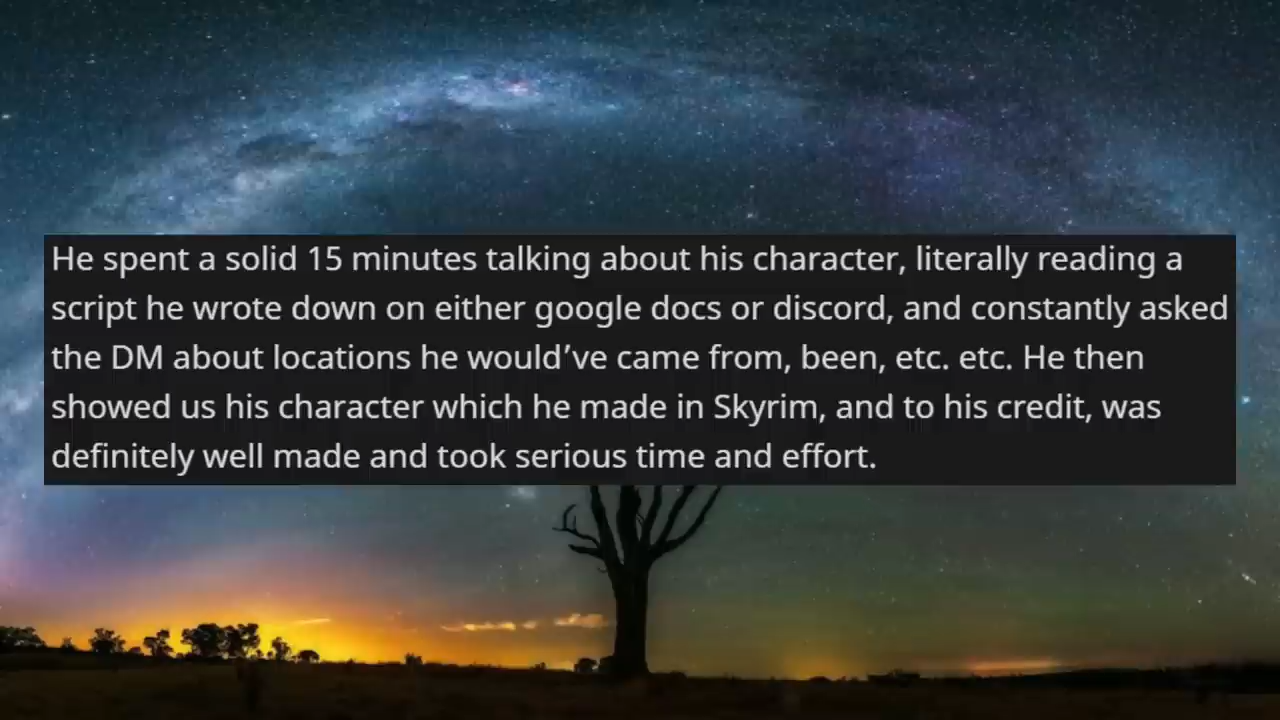 He spent a solid 15 minutes talking about his character, literally reading a
script he wrote down on either google docs or discord, and constantly asked
the DM about locations he would’ve came from, been, etc. etc. He then
showed us his character which he made in Skyrim, and to his credit, was
definitely well made and took serious time and effort.